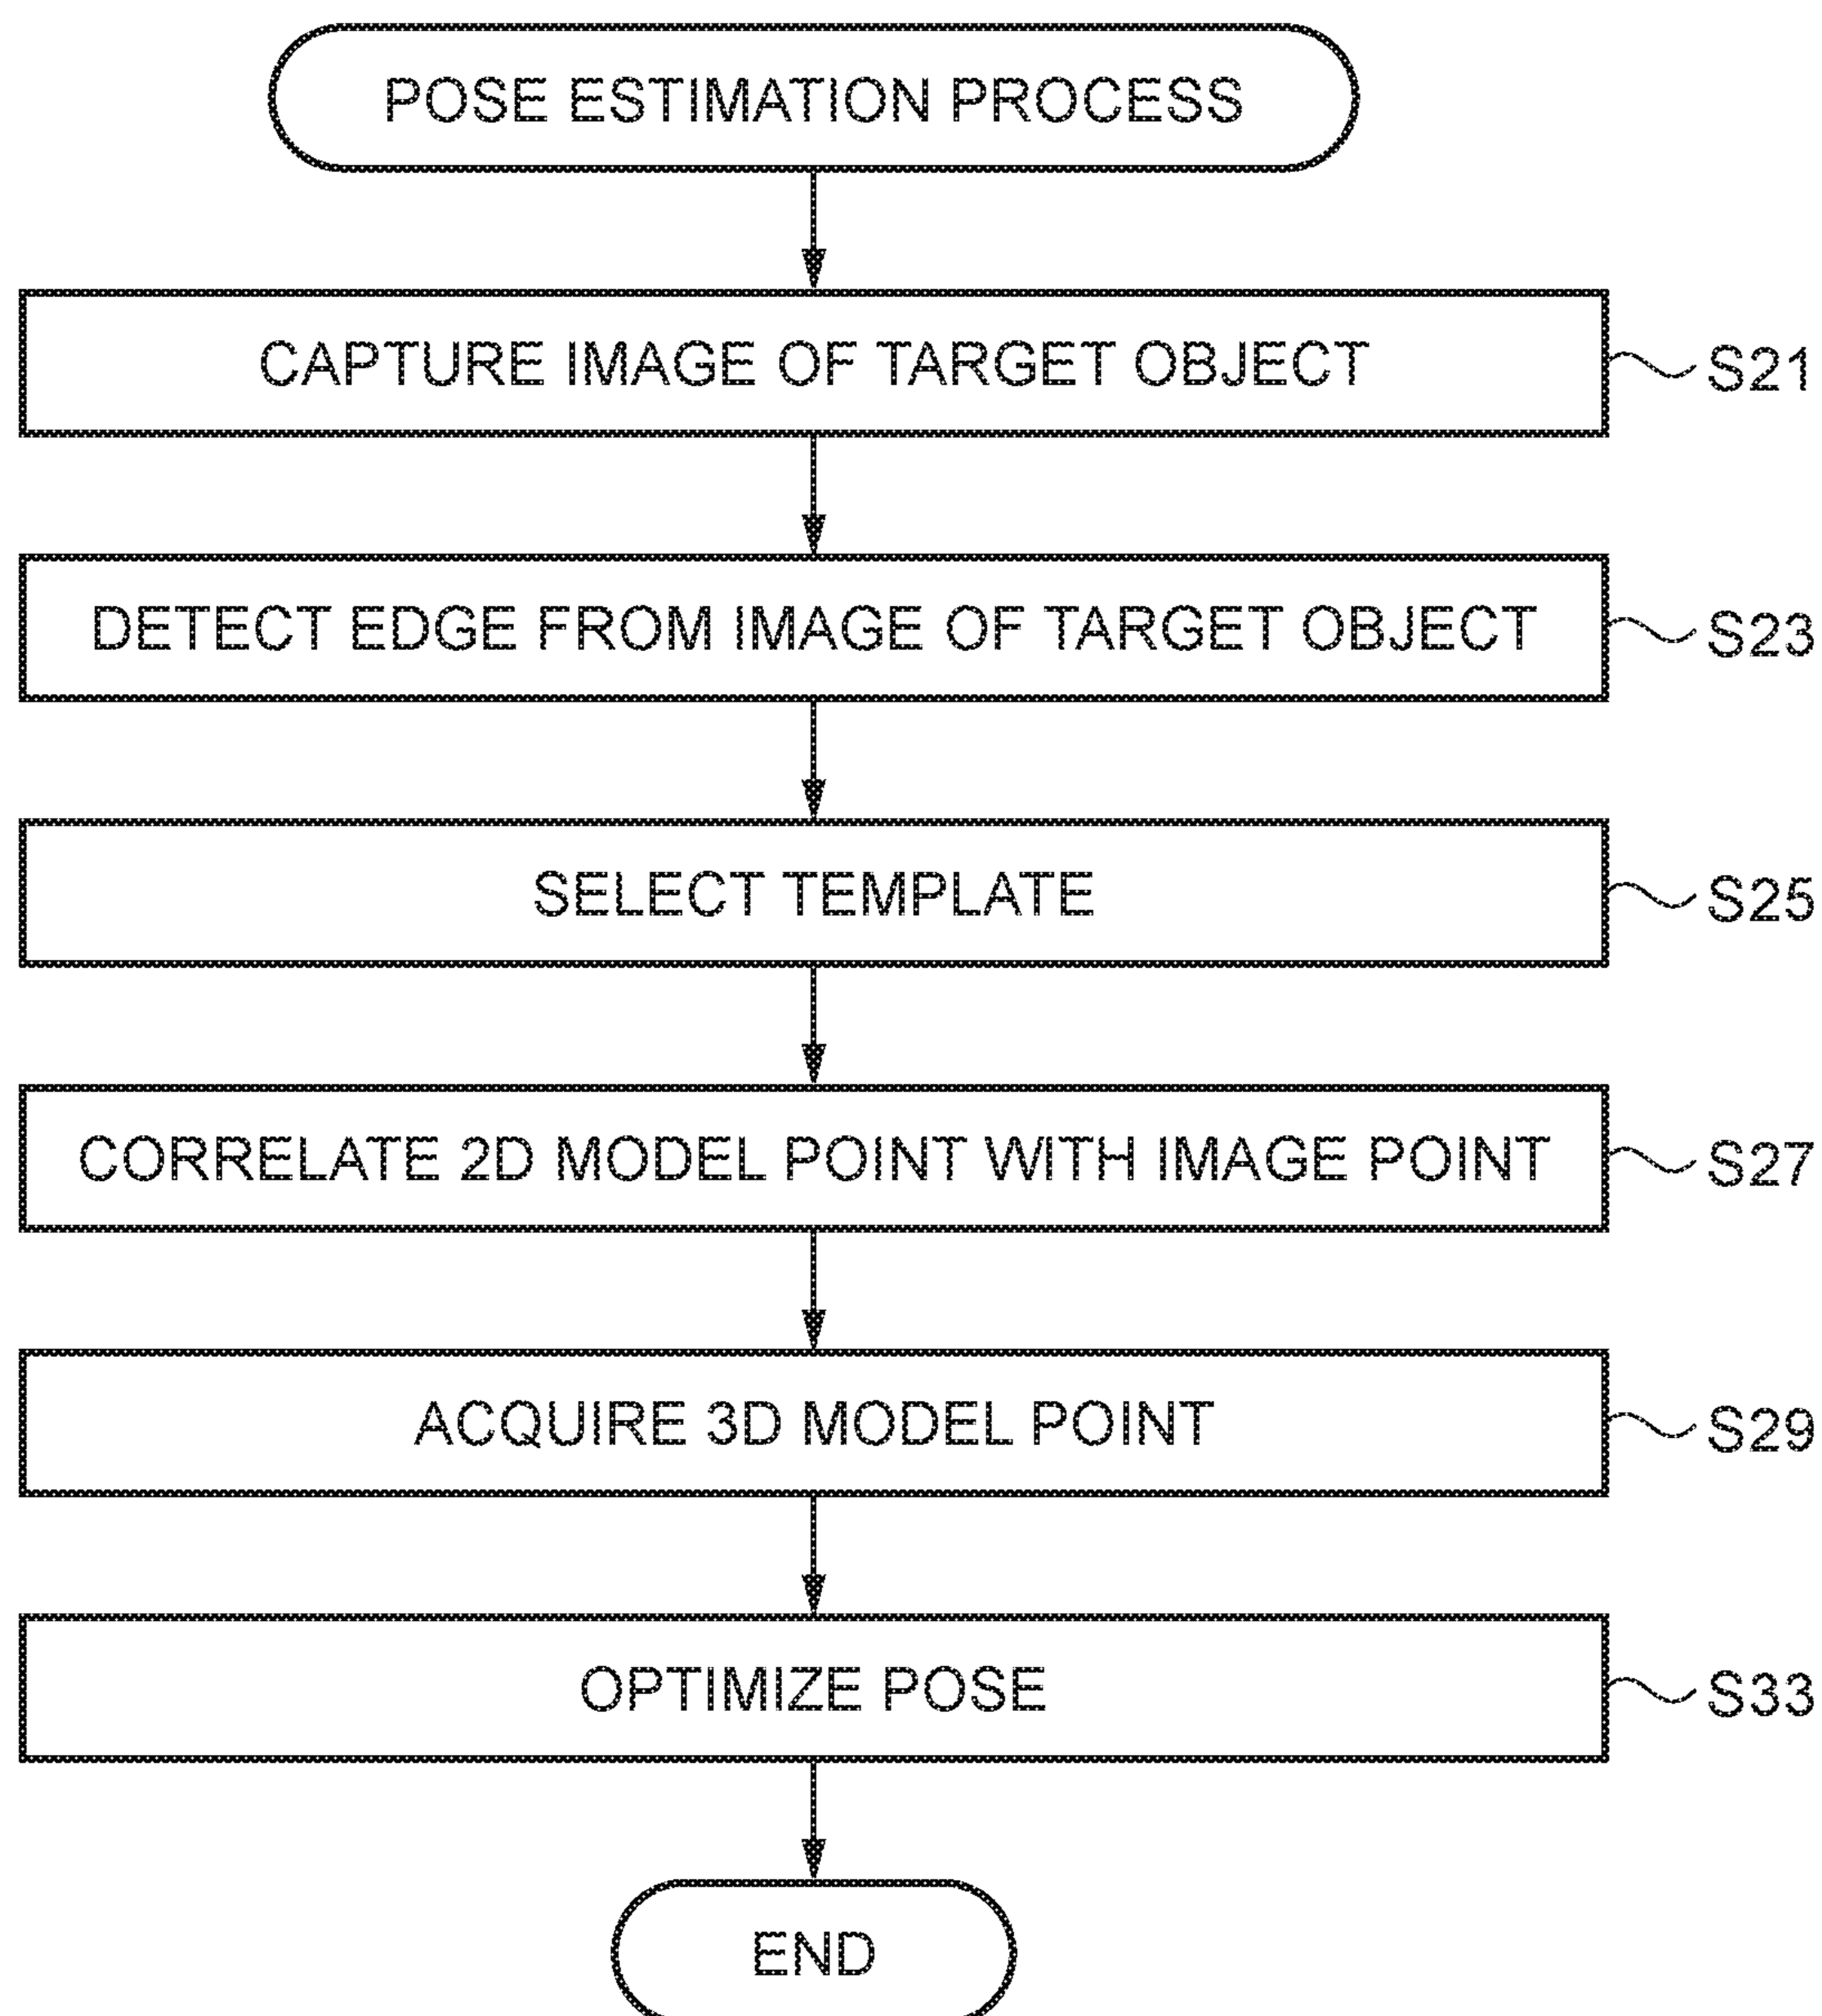 POSE ESTIMATION PROCESS
CAPTURE IMAGE OF TARGET OBJECT
S21
DETECT EDGE FROM IMAGE OF TARGET OBJECT
S23
SELECT TEMPLATE
S25
CORRELATE 2D MODEL POINT WITH IMAGE POINT
S27
ACQUIRE 3D MODEL POINT
S29
OPTIMIZE POSE
S33
END